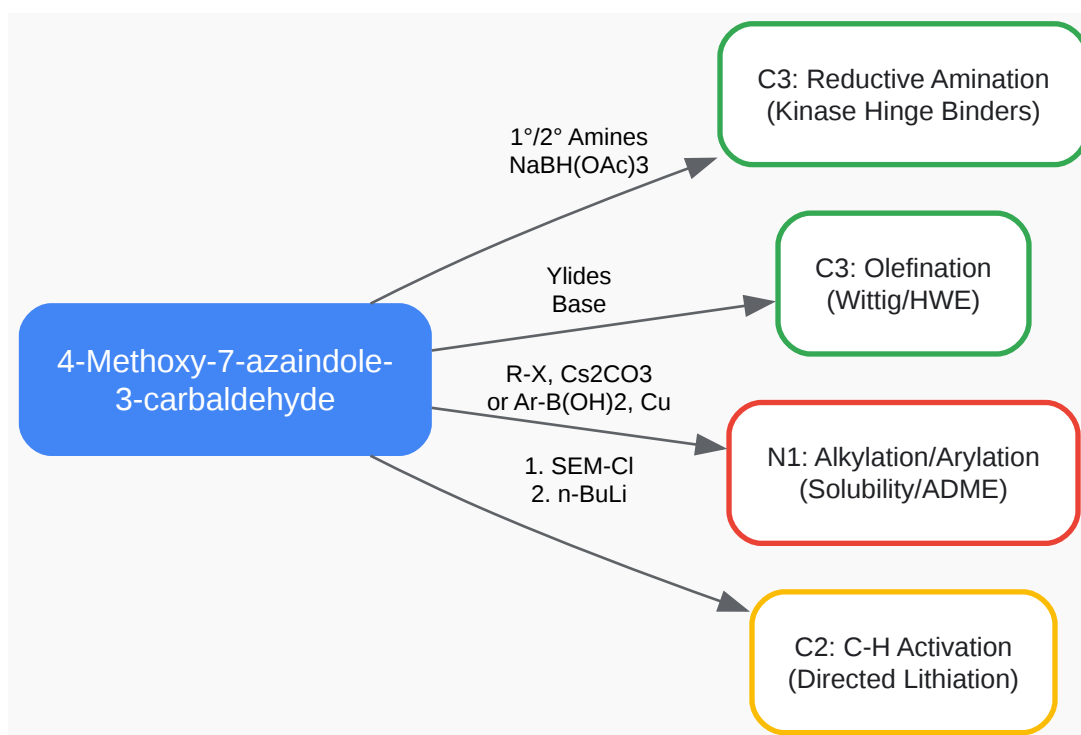 1°/2° Amines
NaBH(OAc)3
C3: Reductive Amination
(Kinase Hinge Binders)
Ylides
Base
C3: Olefination
(Wittig/HWE)
4-Methoxy-7-azaindole-
3-carbaldehyde
R-X, Cs2CO3
or Ar-B(OH)2, Cu
N1: Alkylation/Arylation
(Solubility/ADME)
1. SEM-Cl
2. n-BuLi
C2: C-H Activation
(Directed Lithiation)